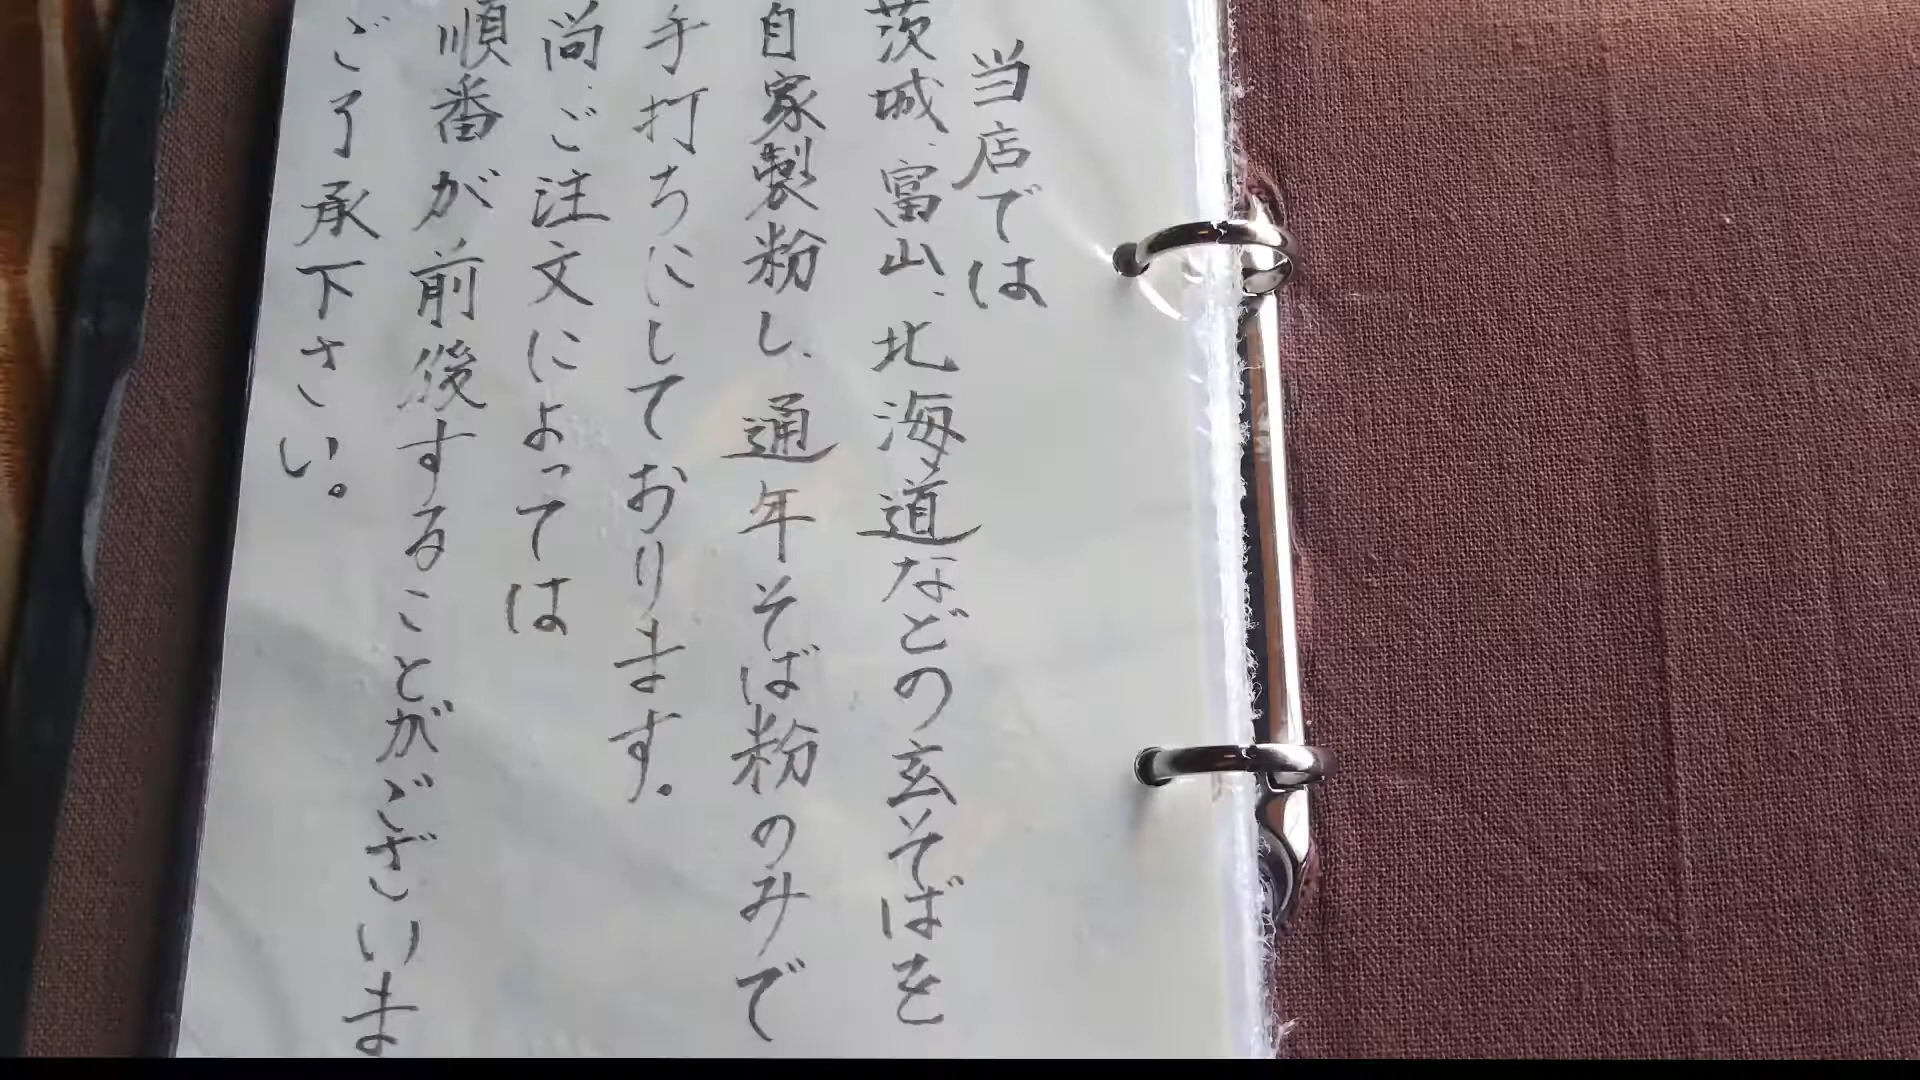 当店では
茨城、富山、北海道などの玄そばを
自家製粉し、通年そば粉のみで
手打ちにしております。
尚、ご注文によっては
順番が前後することがございま
ご了承下さい。